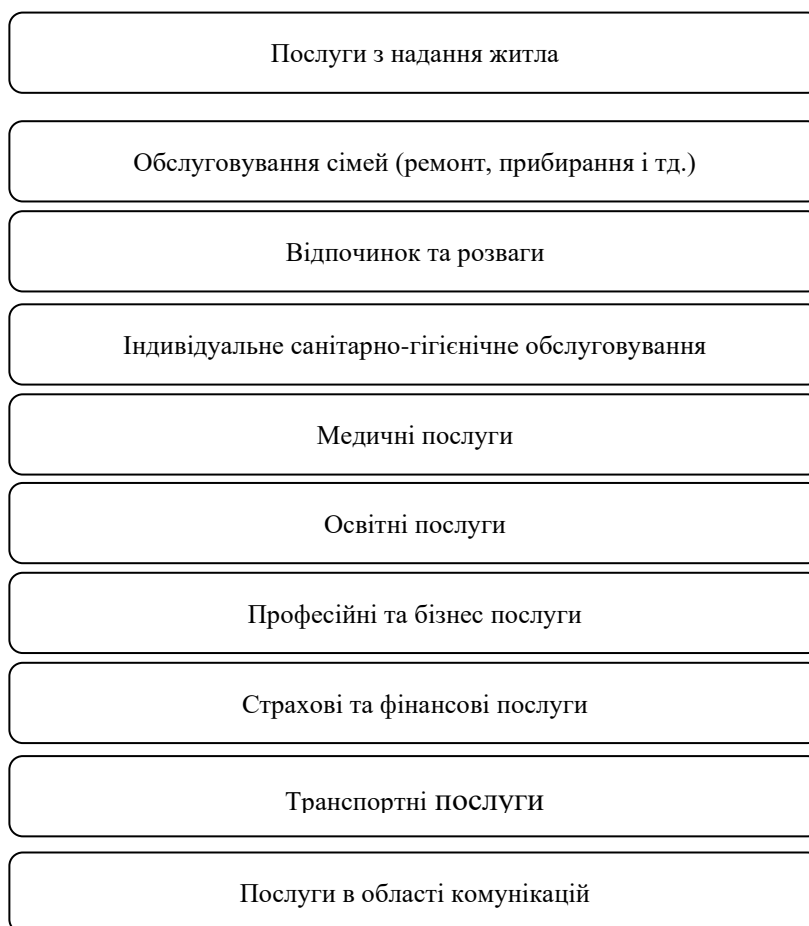 Послуги з надання житла
Обслуговування сімей (ремонт, прибирання і тд.)
Відпочинок та розваги
Індивідуальне санітарно-гігієнічне обслуговування
Медичні послуги
Освітні послуги
Професійні та бізнес послуги
Страхові та фінансові послуги
Транспортні послуги
Послуги в області комунікацій